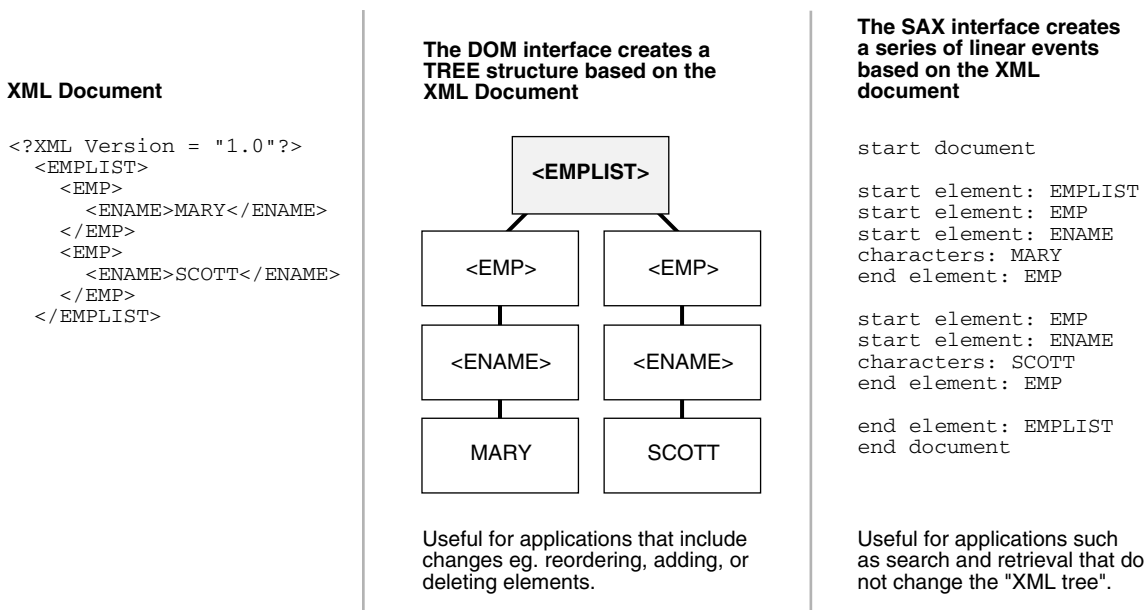 XML Document
<?XML Version = "1.0"?>
<EMPLIST>
<EMP>
<ENAME>MARY</ENAME>
</EMP>
<EMP>
<ENAME>SCOTT</ENAME>
</EMP>
</EMPLIST>
The DOM interface creates a
TREE structure based on the
XML Document
<EMPLIST>
<EMP>
<EMP>
<ENAME>
<ENAME>
MARY
SCOTT
Useful for applications that include
changes eg. reordering, adding, or
deleting elements.
The SAX interface creates
a series of linear events
based on the XML
document
start document
start element: EMPLIST
start element: EMP
start element: ENAME
characters: MARY
end element: EMP
start element: EMP
start element: ENAME
characters: SCOTT
end element: EMP
end element: EMPLIST
end document
Useful for applications such
as search and retrieval that do
not change the "XML tree".